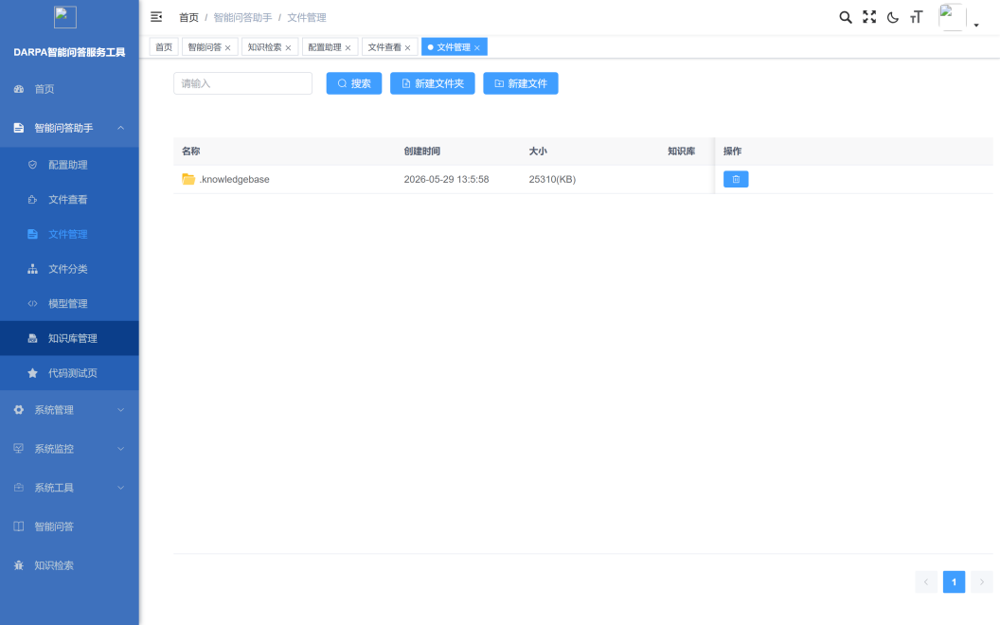 DARPA智能问答服务工具
首页
智能问答助手
配置助理
文件查看
文件管理
文件分类
模型管理
知识库管理
代码测试页
系统管理
系统监控
系统工具
智能问答
知识检索
首页 / 智能问答助手 / 文件管理
首页 智能问答 × 知识检索 × 配置助理 × 文件查看 × 文件管理 ×
请输入 搜索 新建文件夹 新建文件
名称 创建时间 大小 知识库 操作
.knowledgebase 2026-05-29 13:5:58 25310(KB)
1